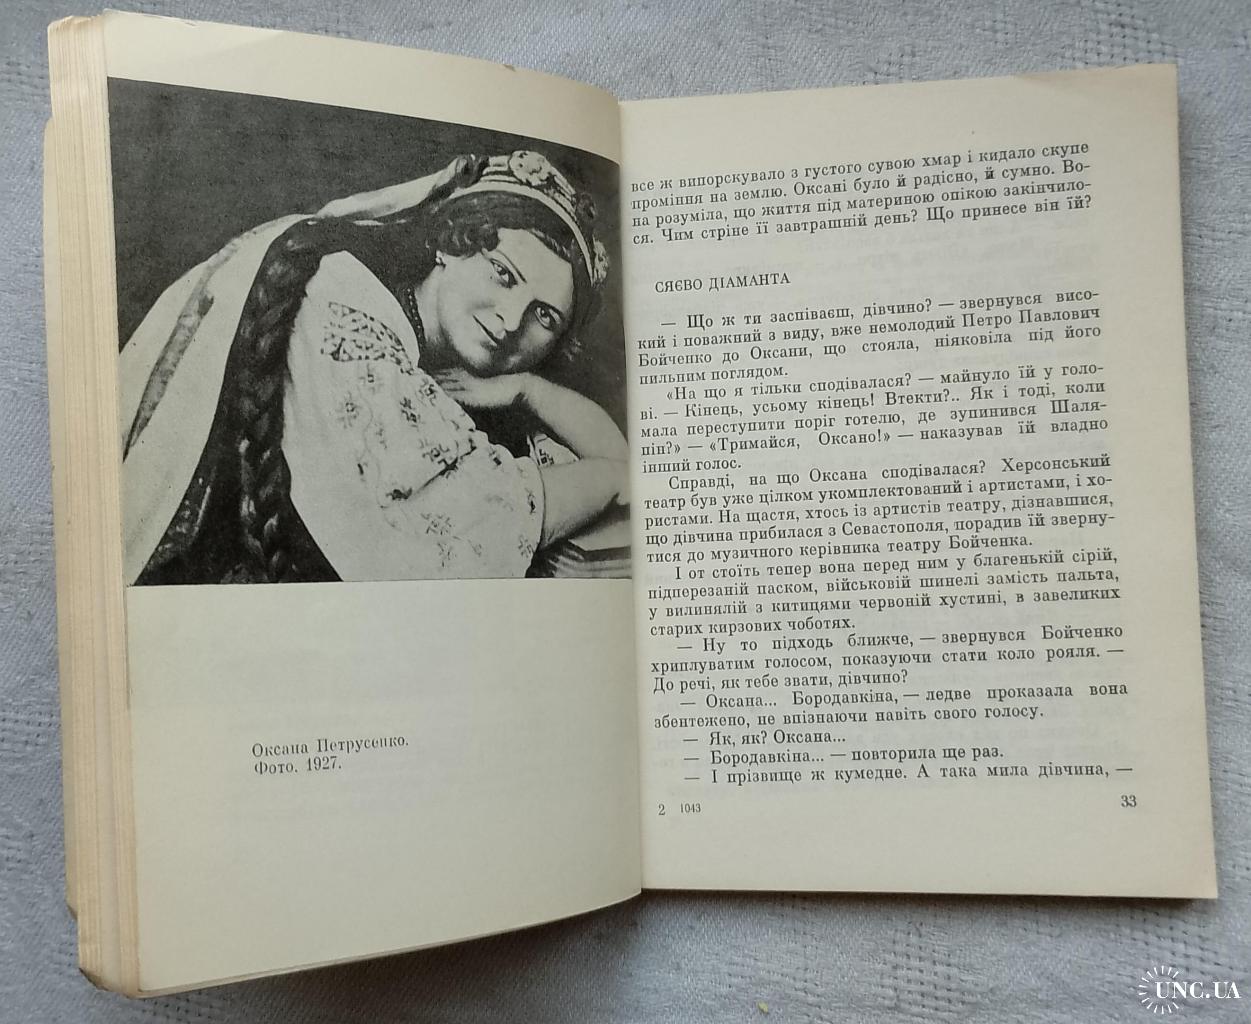 Оксана Петрусенко.
Фото. 1927.
все ж випорскувало з густого сувою хмар і кидало скупе
проміння на землю. Оксані було й радісно, й сумно. Во-
на розуміла, що життя під материною опікою закінчило-
ся. Чим стріне її завтрашній день? Що принесе він їй?
СЯЄВО ДІАМАНТА
— Що ж ти заспіваєш, дівчино? — звернувся висо-
кий і поважний з виду, вже немолодий Петро Павлович
Бойченко до Оксани, що стояла, ніяковіла під його
пильним поглядом.
«На що я тільки сподівалася? — майнуло їй у голо-
ві. — Кінець, усьому кінець! Втекти?.. Як і тоді, коли
мала переступити поріг готелю, де зупинився Шаля-
пін?» — «Тримайся, Оксано!» — наказував їй владно
інший голос.
Справді, на що Оксана сподівалася? Херсонський
театр був уже цілком укомплектований і артистами, і хо-
ристами. На щастя, хтось із артистів театру, дізнавшися,
що дівчина прибилася з Севастополя, порадив їй зверну-
тися до музичного керівника театру Бойченка.
І от стоїть тепер вона перед ним у благенькій сірій,
підперезаній паском, військовій шинелі замість пальта,
у вилинялій з китицями червоній хустині, в завеликих
старих кирзових чоботях.
— Ну то підходь ближче, — звернувся Бойченко
хриплуватим голосом, показуючи стати коло рояля. —
До речі, як тебе звати, дівчино?
— Оксана... Бородавкіна, — ледве проказала вона
збентежено, не впізнаючи навіть свого голосу.
— Як, як? Оксана...
— Бородавкіна... — повторила ще раз.
— І прізвище ж кумедне. А така мила дівчина, —
2 1043
33
UNC.UA